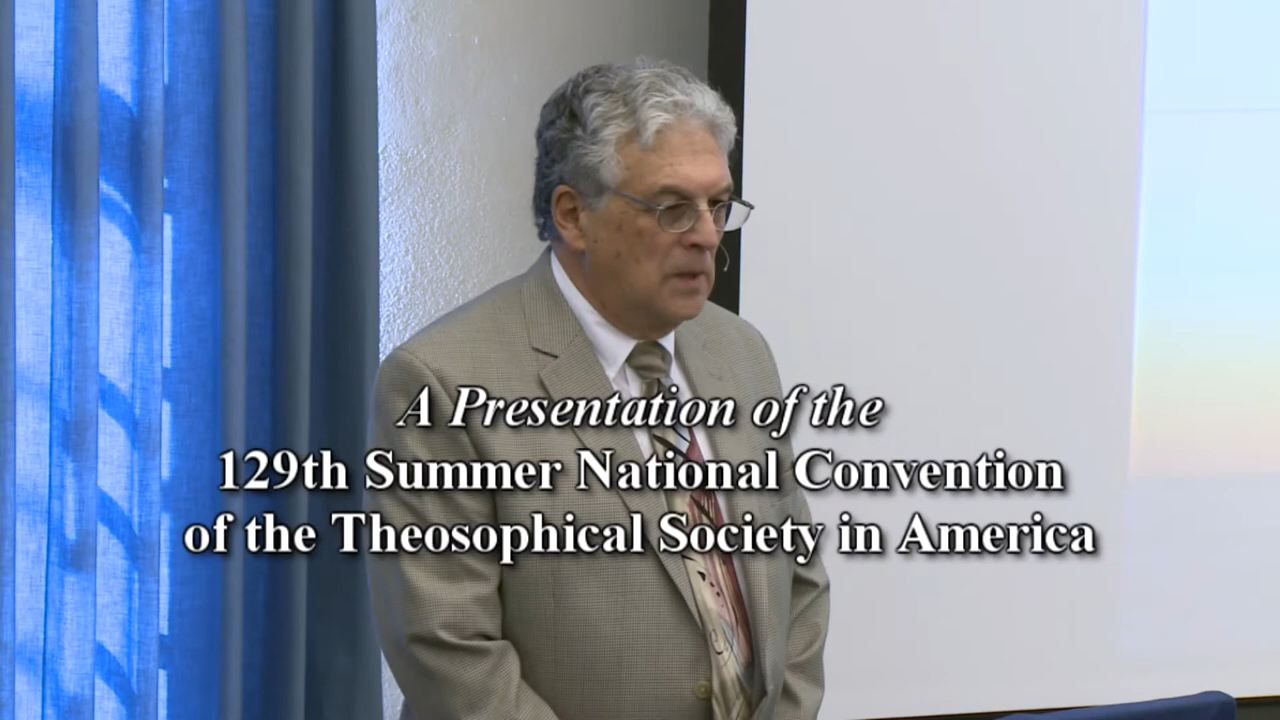 A Presentation of the
129th Summer National Convention
of the Theosophical Society in America